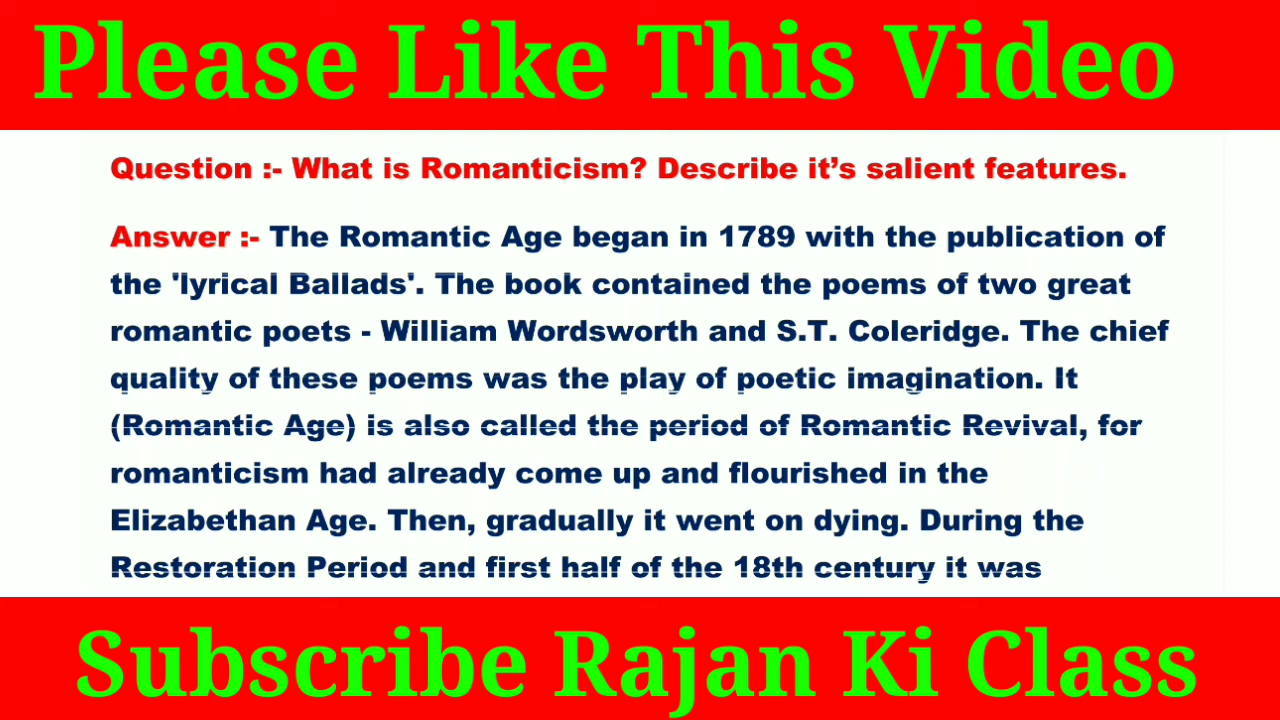 Please Like This Video
Question :- What is Romanticism? Describe it’s salient features.
Answer :- The Romantic Age began in 1789 with the publication of
the 'lyrical Ballads'. The book contained the poems of two great
romantic poets - William Wordsworth and S.T. Coleridge. The chief
quality of these poems was the play of poetic imagination. It
(Romantic Age) is also called the period of Romantic Revival, for
romanticism had already come up and flourished in the
Elizabethan Age. Then, gradually it went on dying. During the
Restoration Period and first half of the 18th century it was
Subscribe Rajan Ki Class